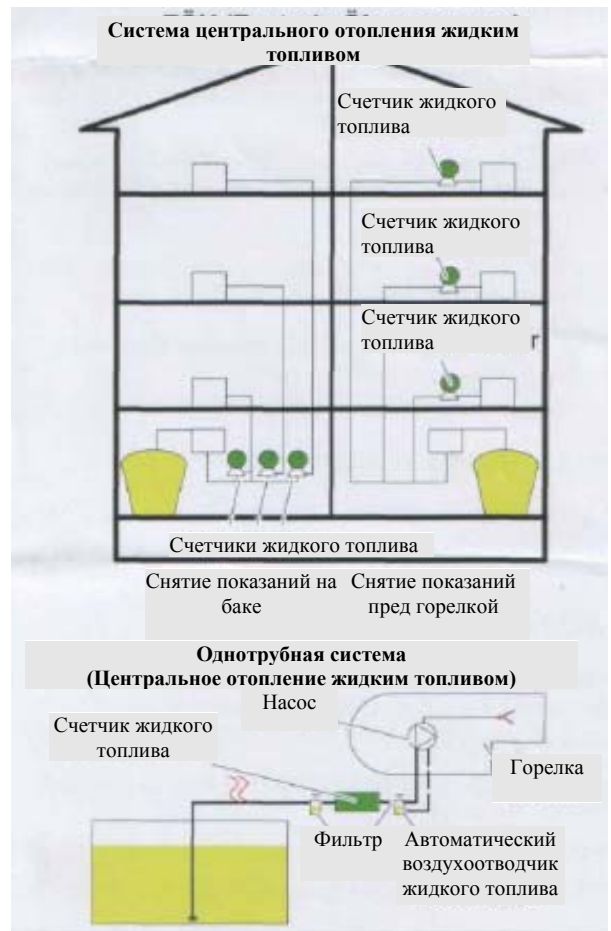 Система центрального отопления жидким
топливом
Счетчик жидкого
топлива
Счетчик жидкого
топлива
Счетчик жидкого
топлива
Счетчики жидкого топлива
Снятие показаний на
баке
Снятие показаний
пред горелкой
Однотрубная система
(Центральное отопление жидким топливом)
Насос
Счетчик жидкого
топлива
Горелка
Фильтр
Автоматический
воздухоотводчик
жидкого топлива